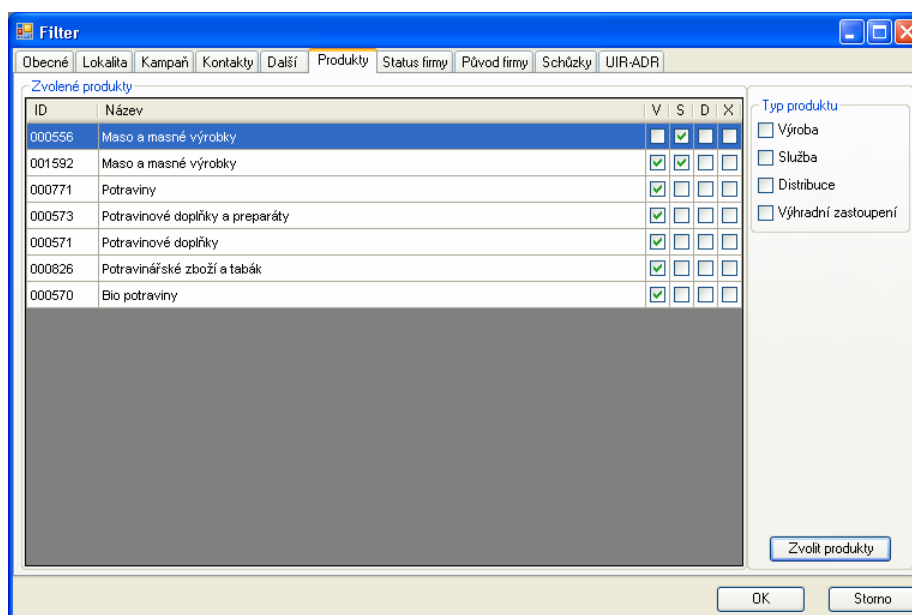 Filter
Obecné Lokalita Kampaň Kontakty Další Produkty Status firmy Původ firmy Schůzky UIR-ADR
Zvolené produkty
ID Název V S D X
000556 Maso a masné výrobky
001592 Maso a masné výrobky
000771 Potraviny
000573 Potravinové doplňky a preparáty
000571 Potravinové doplňky
000826 Potravinářské zboží a tabák
000570 Bio potraviny
Typ produktu
Výroba
Služba
Distribuce
Výhradní zastoupení
Zvolit produkty
OK Storno